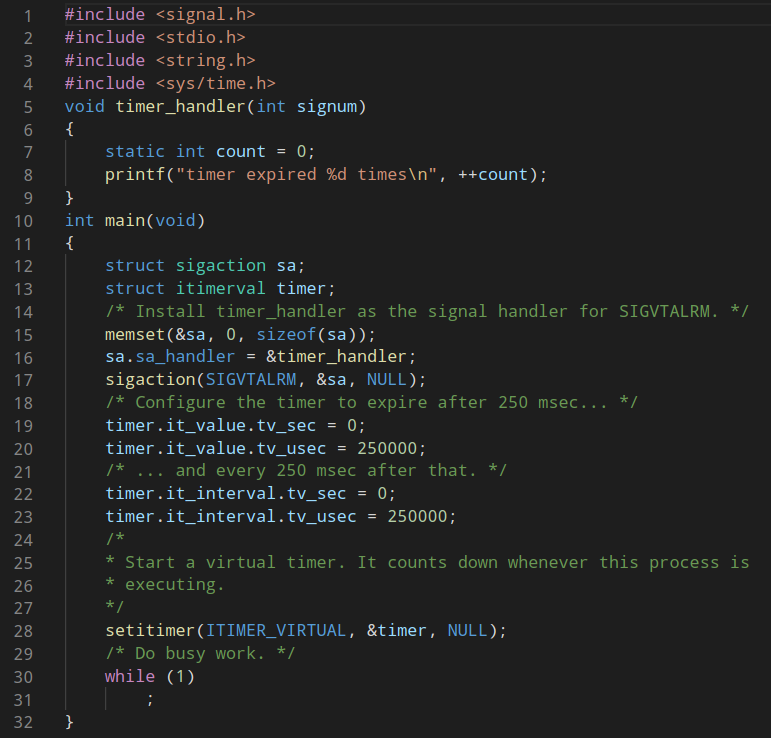 1 #include <signal.h>
2 #include <stdio.h>
3 #include <string.h>
4 #include <sys/time.h>
5 void timer_handler(int signum)
6 {
7     static int count = 0;
8     printf("timer expired %d times\n", ++count);
9 }
10 int main(void)
11 {
12     struct sigaction sa;
13     struct itimerval timer;
14     /* Install timer_handler as the signal handler for SIGVTALRM. */
15     memset(&sa, 0, sizeof(sa));
16     sa.sa_handler = &timer_handler;
17     sigaction(SIGVTALRM, &sa, NULL);
18     /* Configure the timer to expire after 250 msec... */
19     timer.it_value.tv_sec = 0;
20     timer.it_value.tv_usec = 250000;
21     /* ... and every 250 msec after that. */
22     timer.it_interval.tv_sec = 0;
23     timer.it_interval.tv_usec = 250000;
24     /*
25     * Start a virtual timer. It counts down whenever this process is
26     * executing.
27     */
28     setitimer(ITIMER_VIRTUAL, &timer, NULL);
29     /* Do busy work. */
30     while (1)
31         ;
32 }